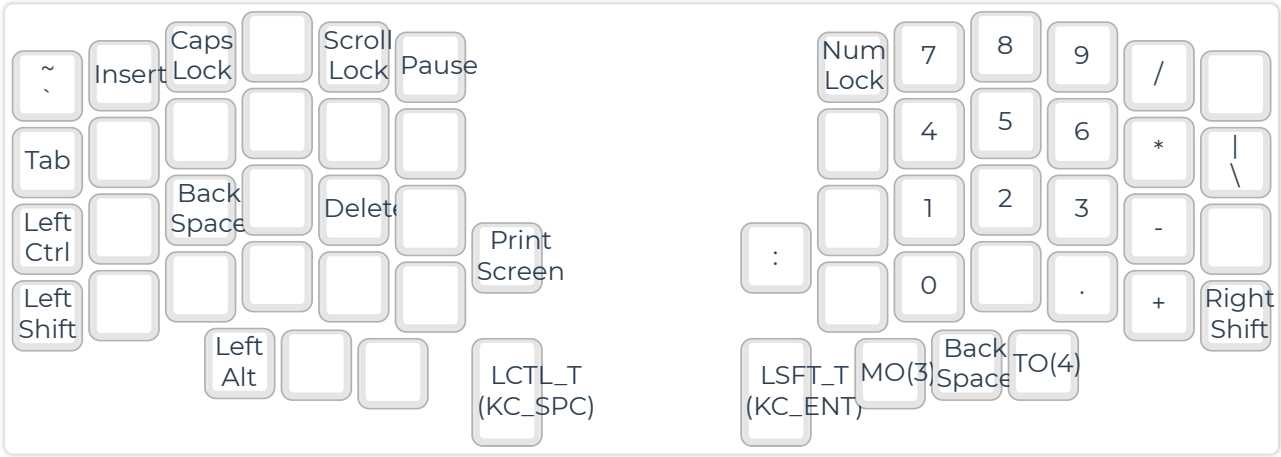 ~
`
Insert
Caps
Lock
Scroll
Lock
Pause
Num
Lock
7
8
9
/
Tab
4
5
6
*
|
\
Left
Ctrl
Back
Space
Delete
Print
Screen
:
1
2
3
-
Left
Shift
0
.
+
Right
Shift
Left
Alt
LCTL_T
(KC_SPC)
LSFT_T
(KC_ENT)
MO(3)
Back
Space
TO(4)